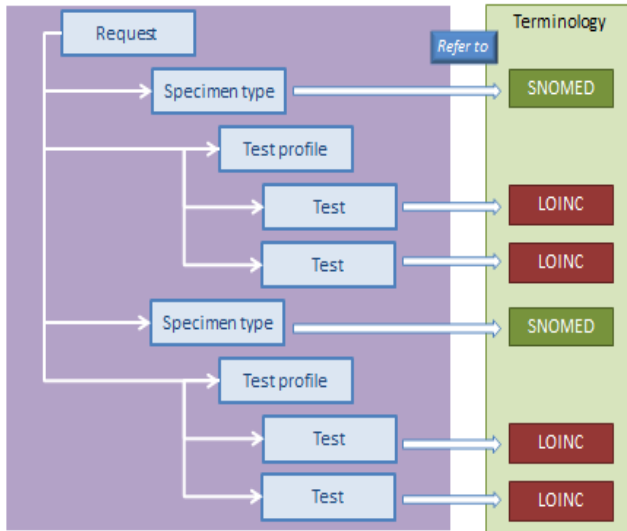 Terminology
Request
Refer to
Specimen type
SNOMED
Test profile
Test
LOINC
Test
LOINC
Specimen type
SNOMED
Test profile
Test
LOINC
Test
LOINC